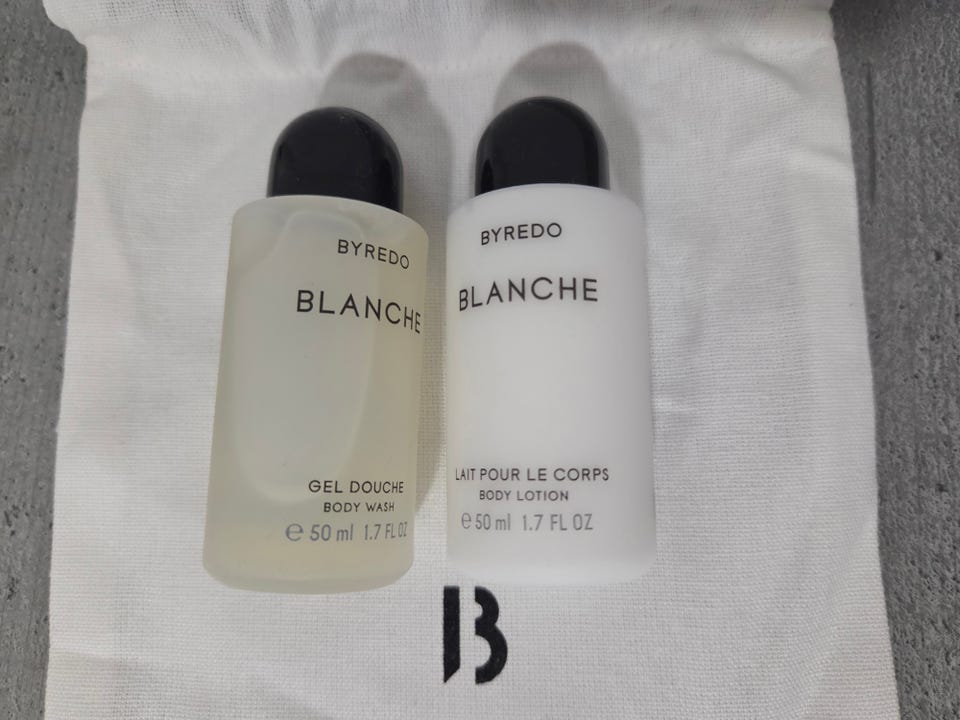 BYREDO
BLANCHE
GEL DOUCHE
BODY WASH
e 50 ml 1.7 FL OZ
BYREDO
BLANCHE
LAIT POUR LE CORPS
BODY LOTION
e 50 ml 1.7 FL OZ
B